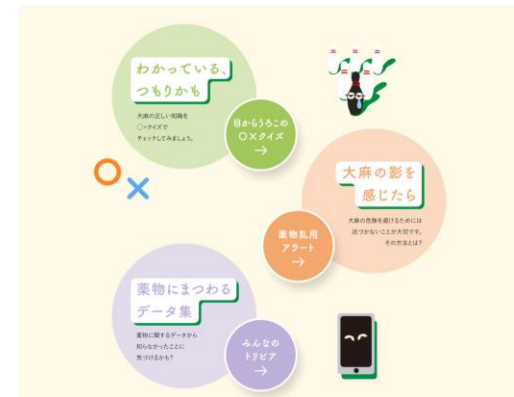 わかっている、
つもりかも
大麻の正しい知識を
○×クイズで
チェックしてみましょう。
目からうろこの
○×クイズ
→
大麻の影を
感じたら
大麻の危険を避けるためには
近づかないことが大切です。
その方法とは？
薬物乱用
アラート
→
薬物にまつわる
データ集
薬物に関するデータから
知らなかったことに
気づけるかも？
みんなの
トリビア
→